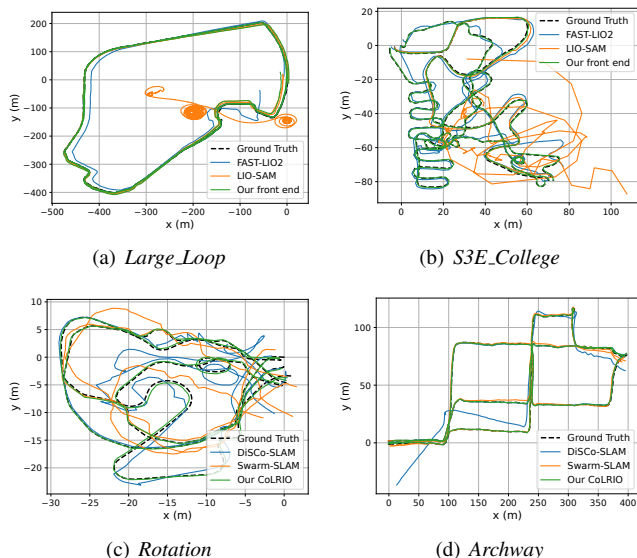 200
100
0
−100
−200
−300
−400
y (m)
Ground Truth
FAST-LIO2
LIO-SAM
Our front end
−500 −400 −300 −200 −100 0
x (m)
(a) Large_Loop
20
0
−20
−40
−60
−80
y (m)
Ground Truth
FAST-LIO2
LIO-SAM
Our front end
0 20 40 60 80 100
x (m)
(b) S3E_College
10
5
0
−5
−10
−15
−20
y (m)
Ground Truth
DiSCo-SLAM
Swarm-SLAM
Our CoLRIO
−30 −25 −20 −15 −10 −5 0
x (m)
(c) Rotation
100
50
0
y (m)
Ground Truth
DiSCo-SLAM
Swarm-SLAM
Our CoLRIO
0 50 100 150 200 250 300 350 400
x (m)
(d) Archway